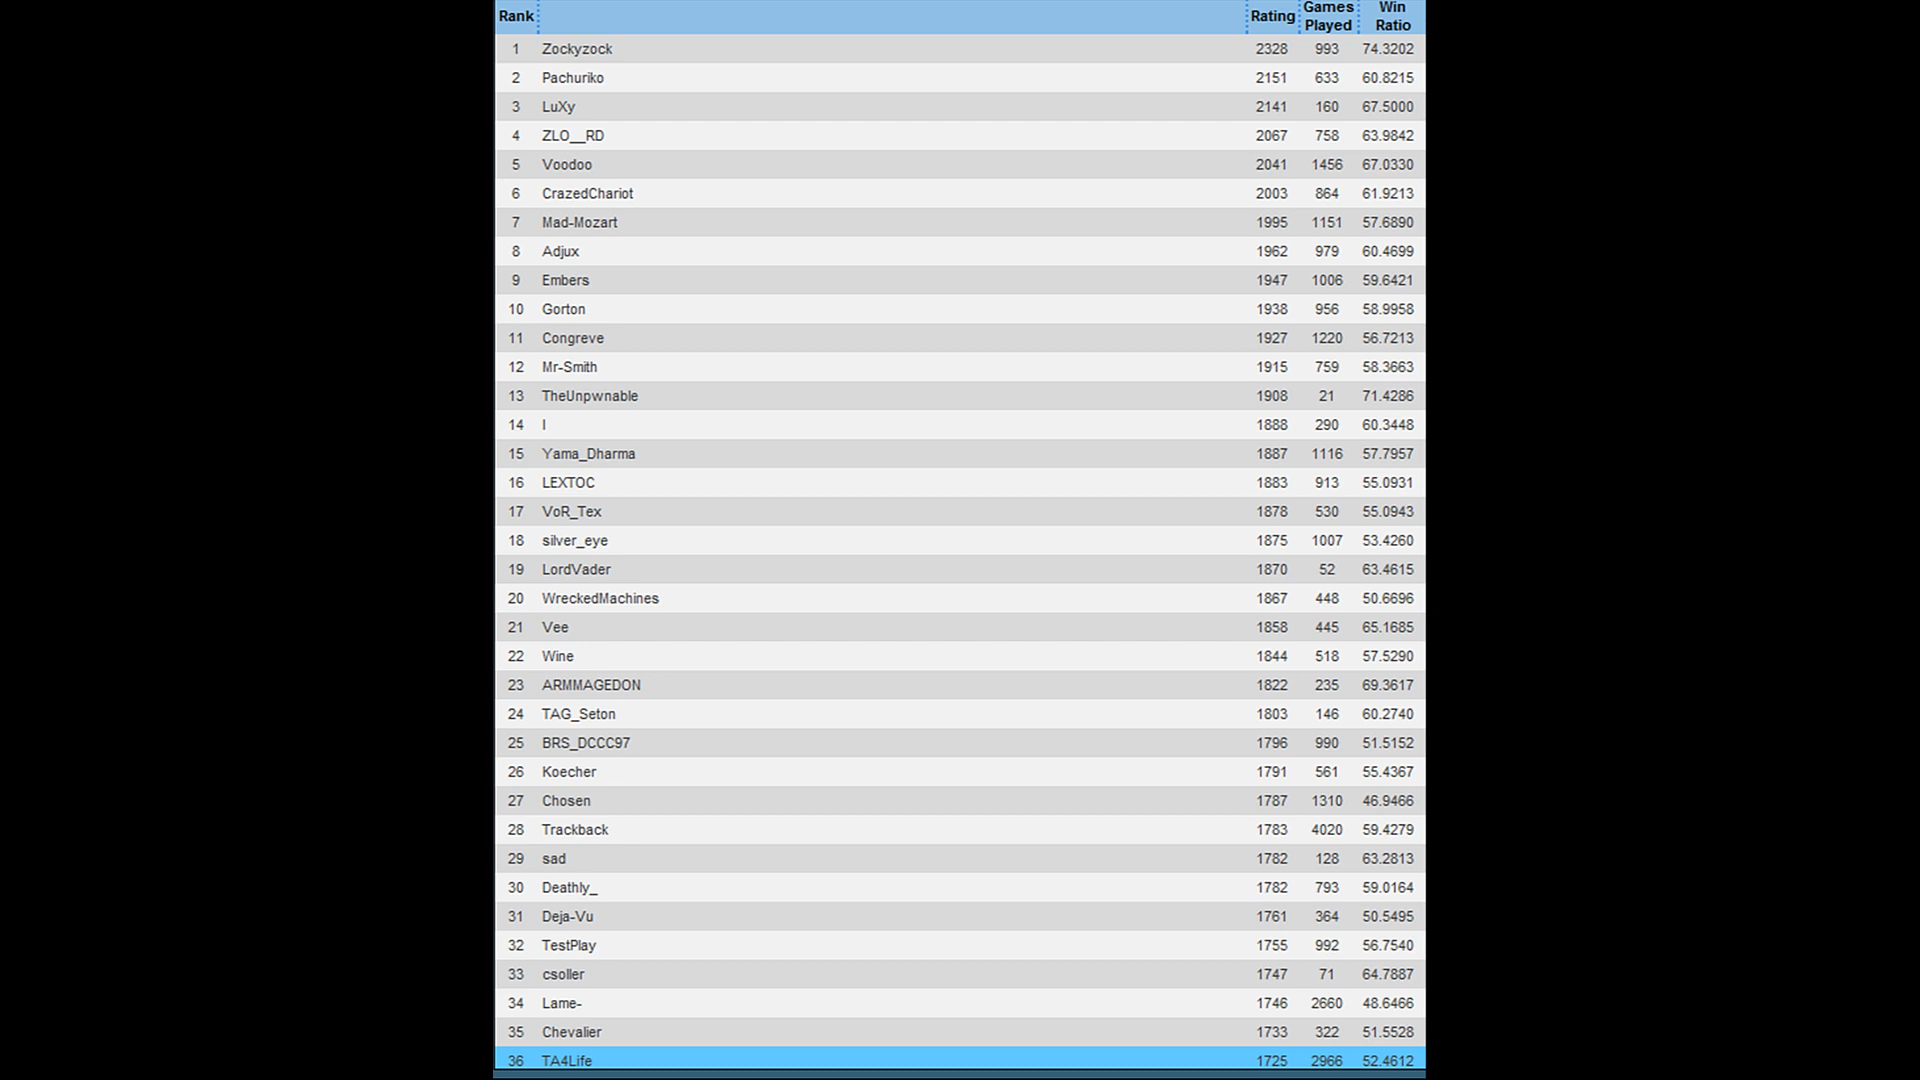 Rank Rating Games Played Win Ratio
1 Zockyzock 2328 993 74.3202
2 Pachuriko 2151 633 60.8215
3 LuXy 2141 160 67.5000
4 ZLO__RD 2067 758 63.9842
5 Voodoo 2041 1456 67.0330
6 CrazedChariot 2003 864 61.9213
7 Mad-Mozart 1995 1151 57.6890
8 Adjux 1962 979 60.4699
9 Embers 1947 1006 59.6421
10 Gorton 1938 956 58.9958
11 Congreve 1927 1220 56.7213
12 Mr-Smith 1915 759 58.3663
13 TheUnpwnable 1908 21 71.4286
14 I 1888 290 60.3448
15 Yama_Dharma 1887 1116 57.7957
16 LEXTOC 1883 913 55.0931
17 VoR_Tex 1878 530 55.0943
18 silver_eye 1875 1007 53.4260
19 LordVader 1870 52 63.4615
20 WreckedMachines 1867 448 50.6696
21 Vee 1858 445 65.1685
22 Wine 1844 518 57.5290
23 ARMMAGEDON 1822 235 69.3617
24 TAG_Seton 1803 146 60.2740
25 BRS_DCCC97 1796 990 51.5152
26 Koecher 1791 561 55.4367
27 Chosen 1787 1310 46.9466
28 Trackback 1783 4020 59.4279
29 sad 1782 128 63.2813
30 Deathly_ 1782 793 59.0164
31 Deja-Vu 1761 364 50.5495
32 TestPlay 1755 992 56.7540
33 csoller 1747 71 64.7887
34 Lame- 1746 2660 48.6466
35 Chevalier 1733 322 51.5528
36 TA4Life 1725 2966 52.4612